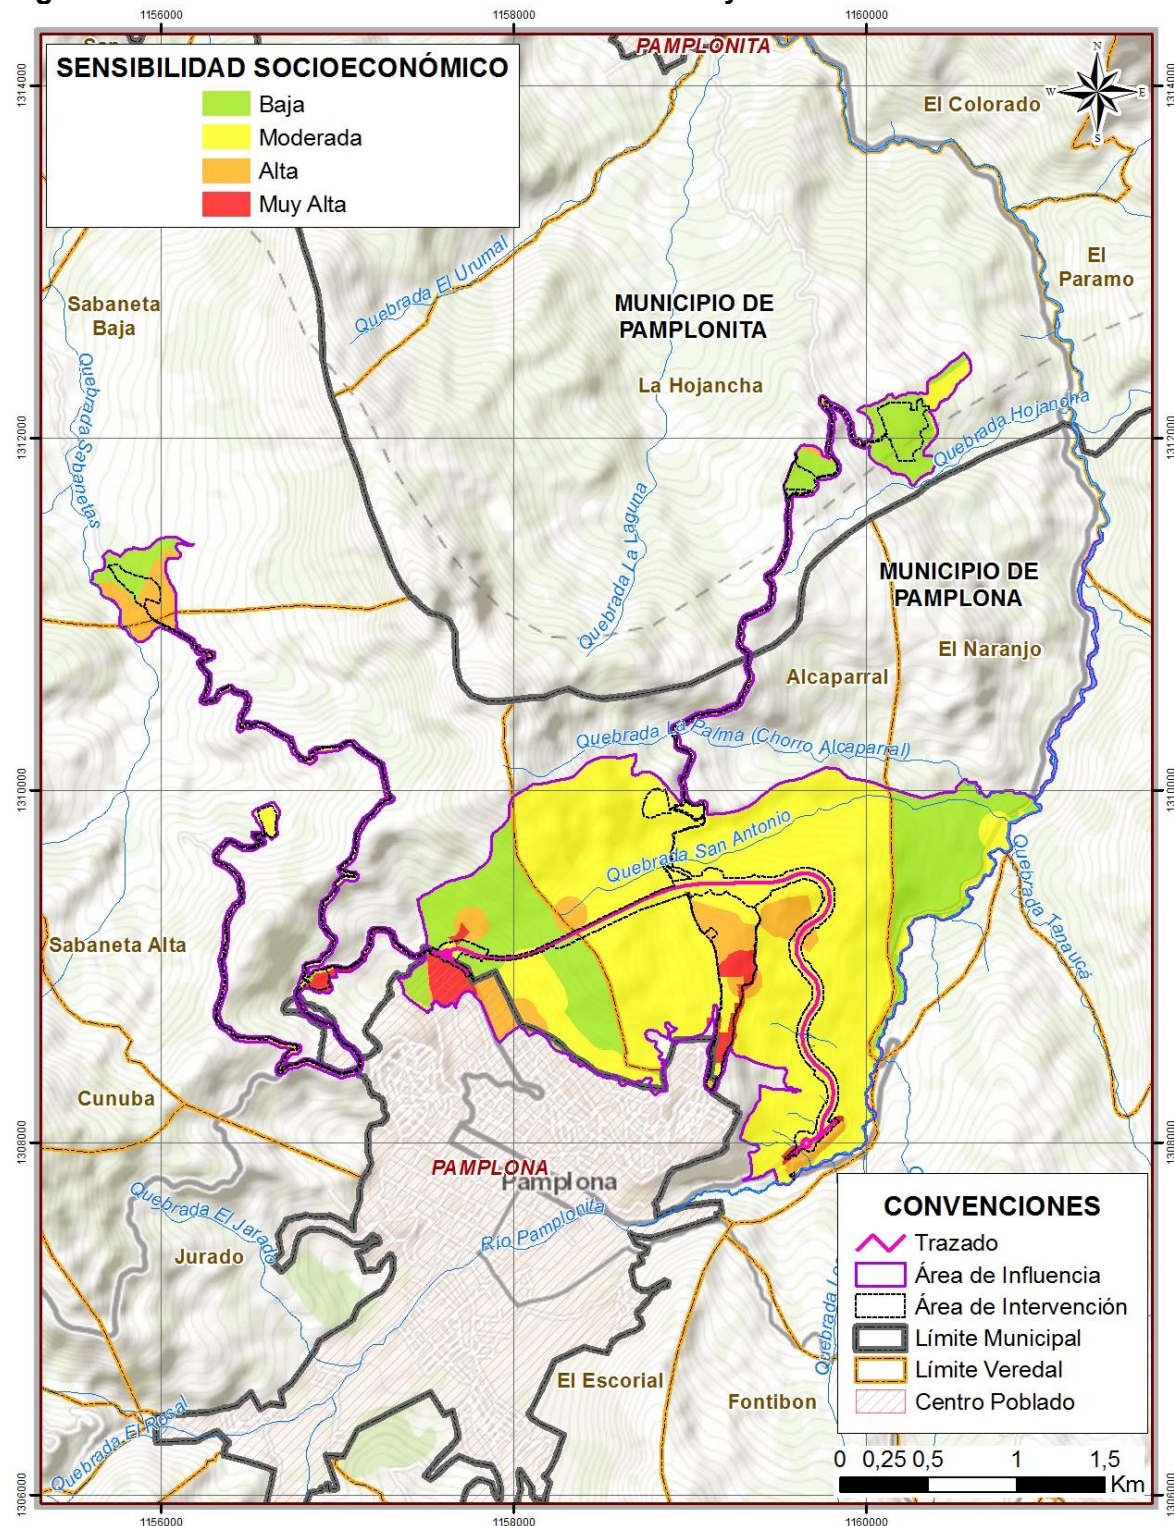 1156000
1158000
1160000
PAMPLONITA
SENSIBILIDAD SOCIOECONÓMICO
Baja
Moderada
Alta
Muy Alta
N
W
E
S
1314000
1314000
El Colorado
Quebrada El Urumal
El
Paramo
Sabaneta
Baja
MUNICIPIO DE
PAMPLONITA
La Hojancha
Quebrada Sabanetas
Quebrada Hojancha
1312000
1312000
Quebrada La Laguna
MUNICIPIO DE
PAMPLONA
El Naranjo
Alcaparral
Quebrada La Palma (Chorro Alcaparral)
1310000
1310000
Quebrada San Antonio
Quebrada Tanaucá
Sabaneta Alta
Cunuba
1308000
1308000
PAMPLONA
Pamplona
Quebrada El Jarado
Río Pamplonita
Jurado
CONVENCIONES
Trazado
Área de Influencia
Área de Intervención
Límite Municipal
Límite Veredal
Centro Poblado
Quebrada
El Escorial
Fontibon
Quebrada El Rosal
0 0,25 0,5 1 1,5
Km
1306000
1306000
1156000
1158000
1160000